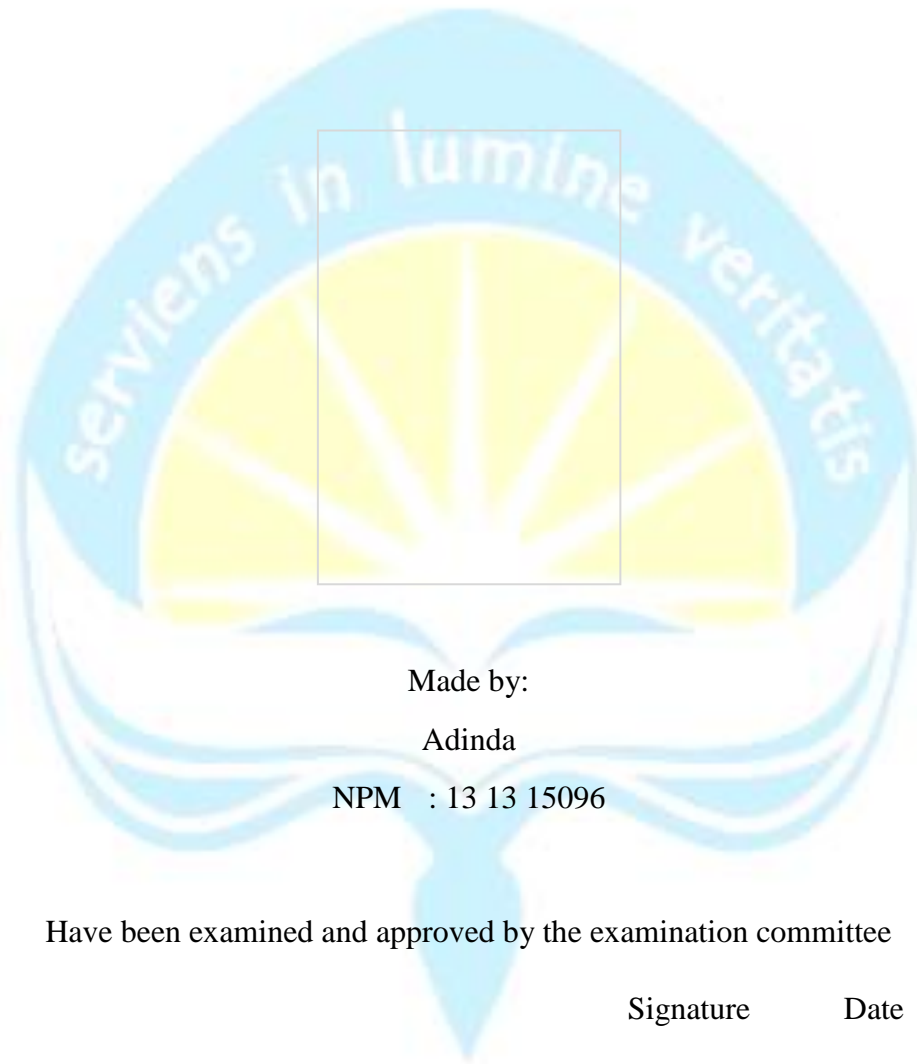 serviens in lumine veritatis
Made by:
Adinda
NPM : 13 13 15096
Have been examined and approved by the examination committee
Signature Date